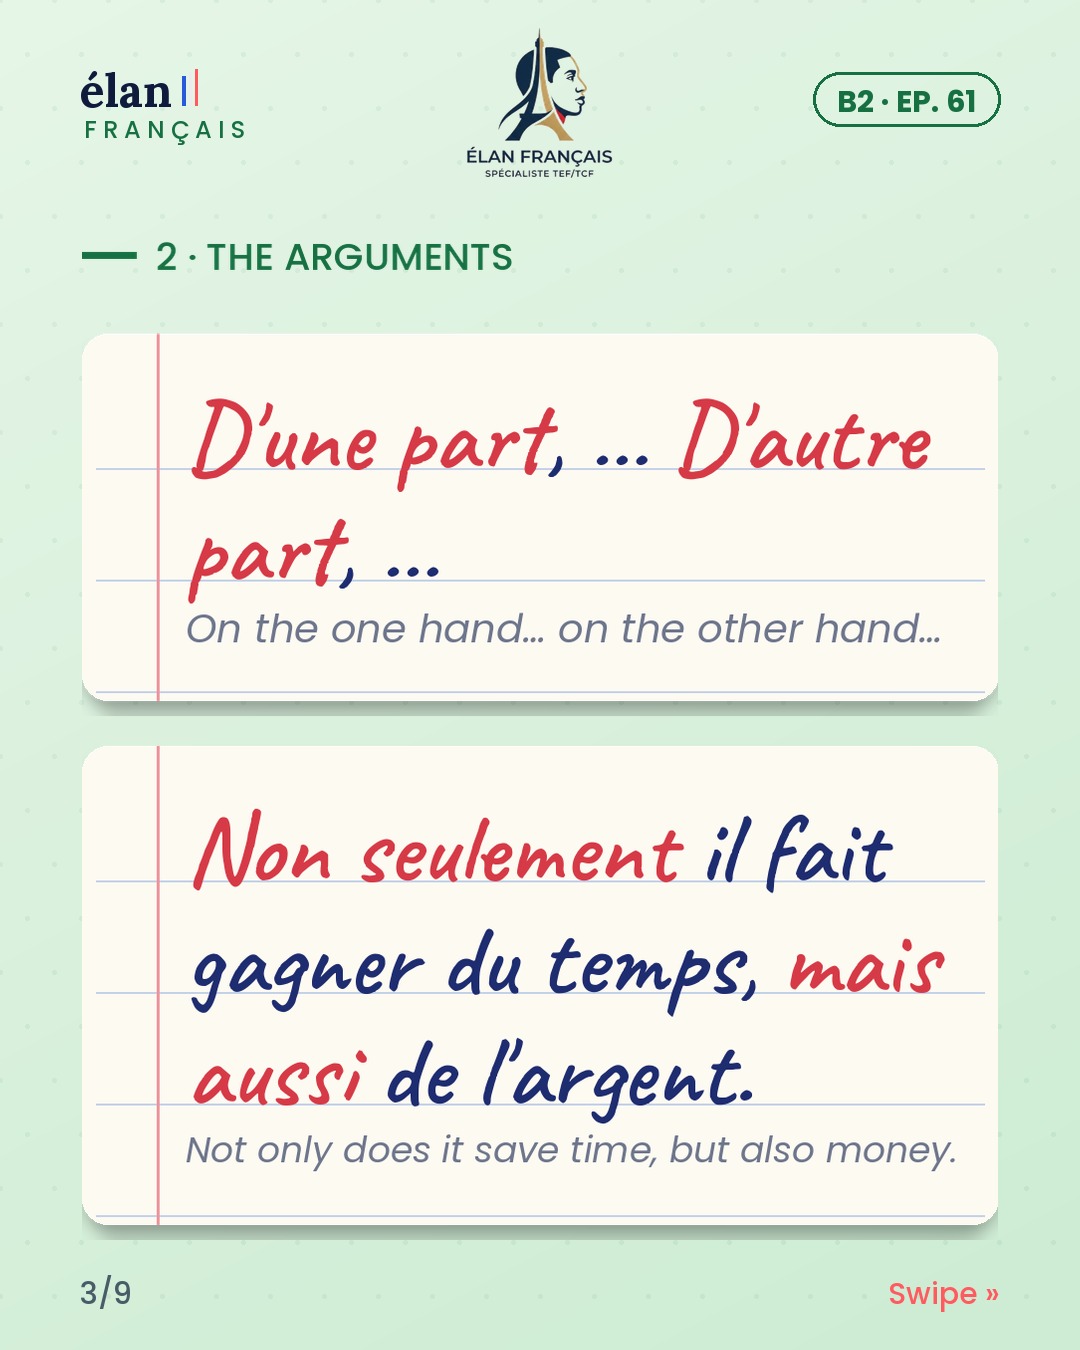 élan
FRANÇAIS
ÉLAN FRANÇAIS
SPÉCIALISTE TEF/TCF
B2 · EP. 61
2 · THE ARGUMENTS
D'une part, ... D'autre
part, ...
On the one hand... on the other hand...
Non seulement il fait
gagner du temps, mais
aussi de l'argent.
Not only does it save time, but also money.
3/9
Swipe »